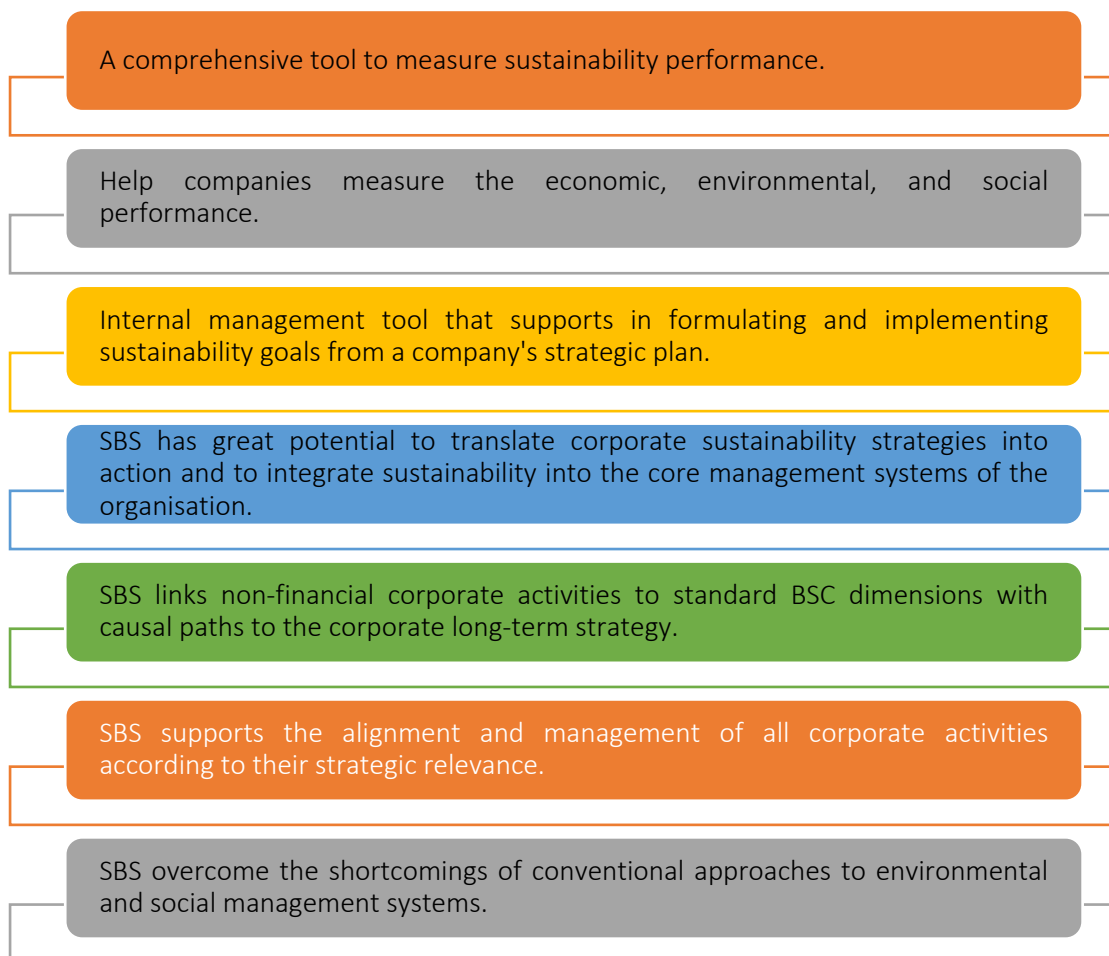 A comprehensive tool to measure sustainability performance.
Help companies measure the economic, environmental, and social
performance.
Internal management tool that supports in formulating and implementing
sustainability goals from a company's strategic plan.
SBS has great potential to translate corporate sustainability strategies into
action and to integrate sustainability into the core management systems of the
organisation.
SBS links non-financial corporate activities to standard BSC dimensions with
causal paths to the corporate long-term strategy.
SBS supports the alignment and management of all corporate activities
according to their strategic relevance.
SBS overcome the shortcomings of conventional approaches to environmental
and social management systems.